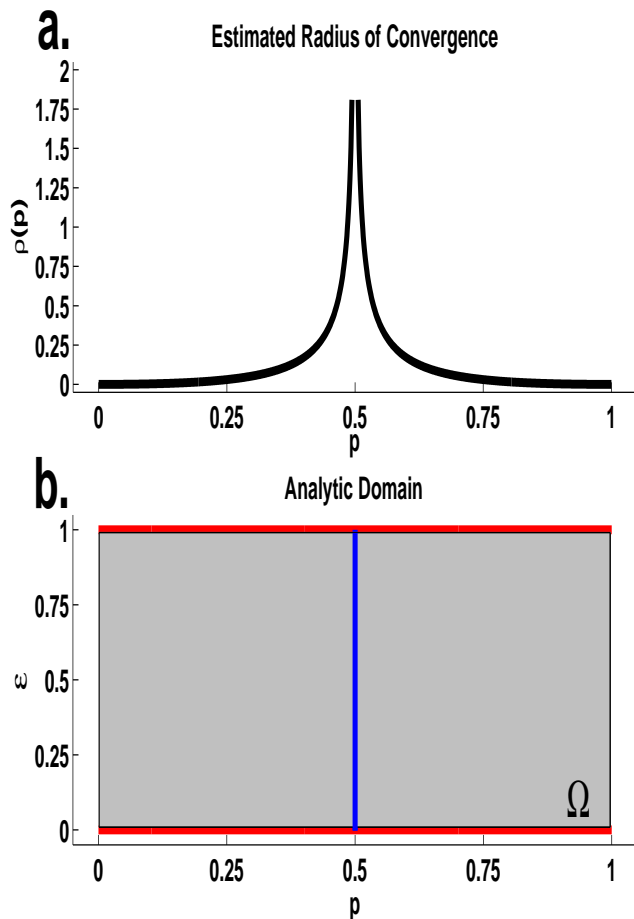 a.
Estimated Radius of Convergence
2
1.75
1.5
1.25
1
0.75
0.5
0.25
0
ρ(p)
0 0.25 0.5 0.75 1
p
b.
Analytic Domain
1
0.75
0.5
0.25
0
ε
Ω
0 0.25 0.5 0.75 1
p